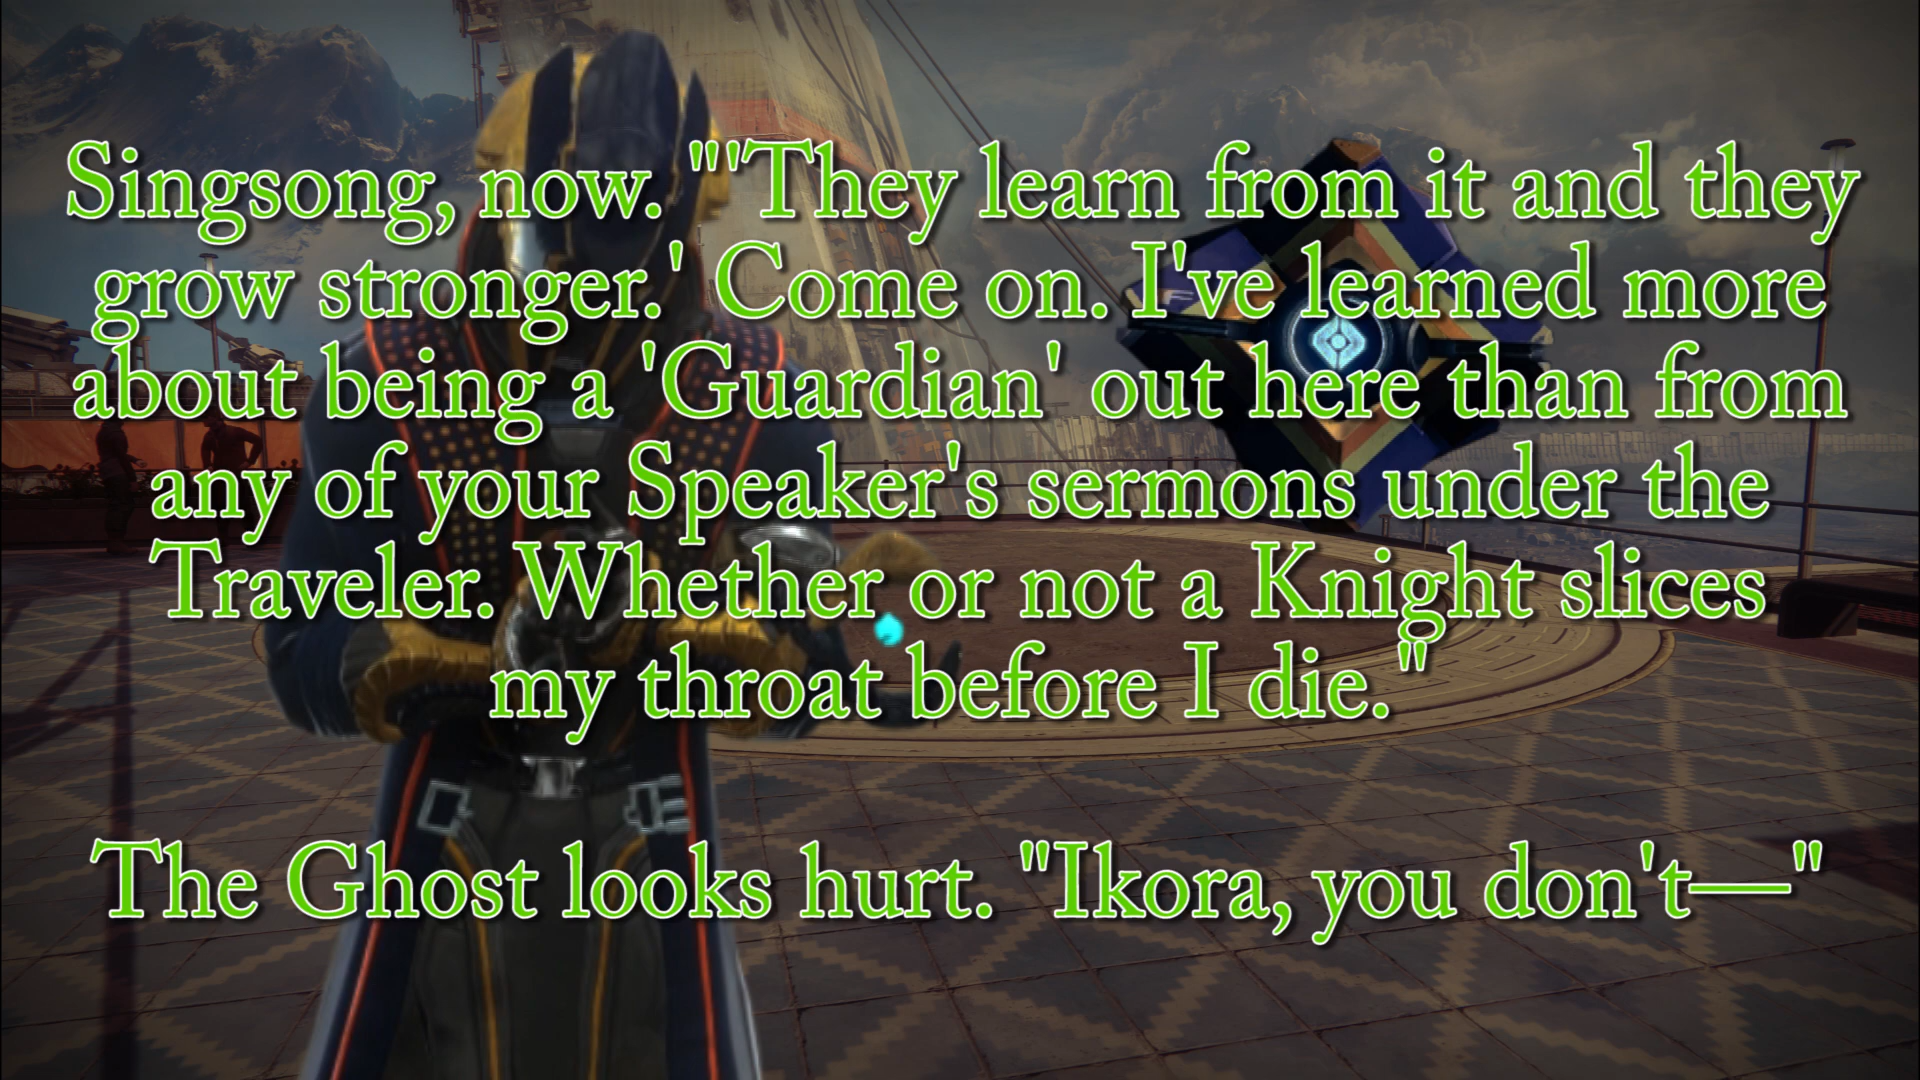 Singsong, now. "'They learn from it and they
grow stronger.' Come on. I've learned more
about being a 'Guardian' out here than from
any of your Speaker's sermons under the
Traveler. Whether or not a Knight slices
my throat before I die."
The Ghost looks hurt. "Ikora, you don't—"